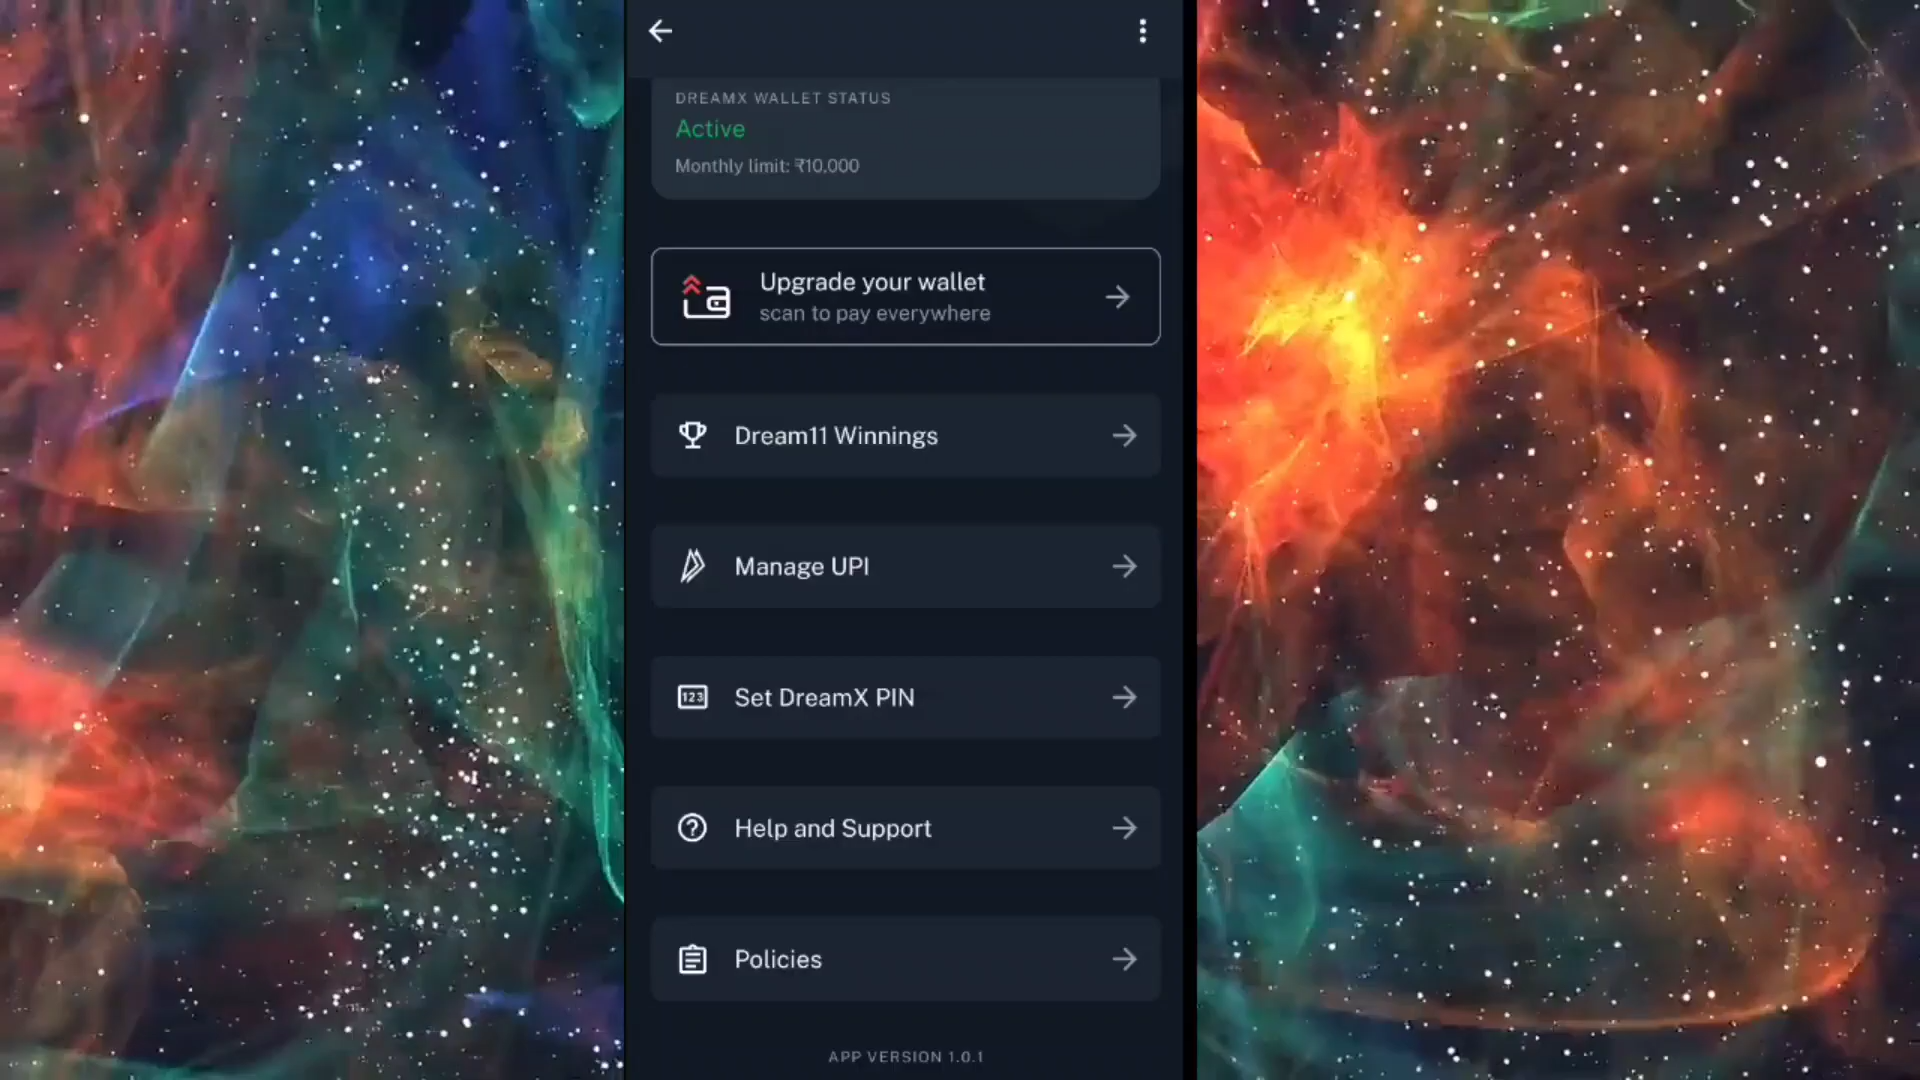 DREAMX WALLET STATUS
Active
Monthly limit: ₹10,000
Upgrade your wallet
scan to pay everywhere
Dream11 Winnings
Manage UPI
123
Set DreamX PIN
Help and Support
Policies
APP VERSION 1.0.1